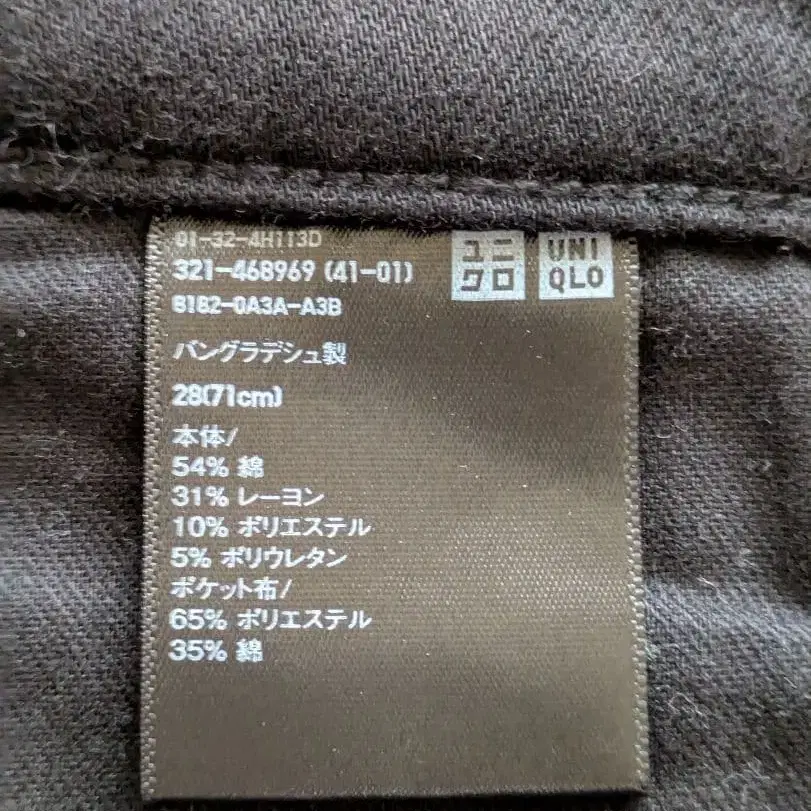 01-32-4H113D
321-468969 (41-01)
8182-0A3A-A3B
ユニ
クロ
UNI
QLO
バングラデシュ製
28(71cm)
本体/
54% 綿
31% レーヨン
10% ポリエステル
5% ポリウレタン
ポケット布/
65% ポリエステル
35% 綿